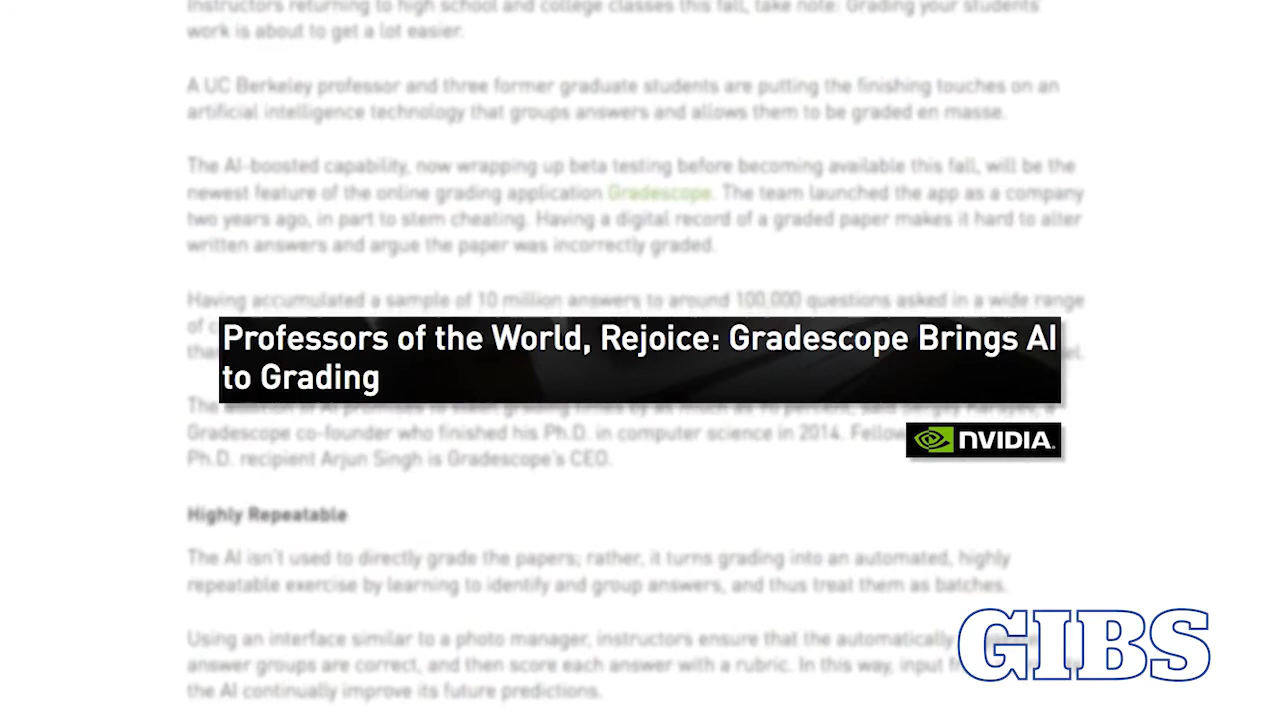 Instructors returning to high school and college classes this fall, take note: Grading your students'
work is about to get a lot easier.
A UC Berkeley professor and three former graduate students are putting the finishing touches on an
artificial intelligence technology that groups answers and allows them to be graded en masse.
The AI-boosted capability, now wrapping up beta testing before becoming available this fall, will be the
newest feature of the online grading application Gradescope. The team launched the app as a company
two years ago, in part to stem cheating. Having a digital record of a graded paper makes it hard to alter
written answers and argue the paper was incorrectly graded.
Having accumulated a sample of 10 million answers to around 100,000 questions asked in a wide range
of
Professors of the World, Rejoice: Gradescope Brings AI
to Grading
The addition of AI promises to
Gradescope co-founder who finished his Ph.D. in computer science in 2014.
NVIDIA.
Ph.D. recipient Arjun Singh is Gradescope's CEO.
Highly Repeatable
The AI isn't used to directly grade the papers; rather, it turns grading into an automated, highly
repeatable exercise by learning to identify and group answers, and thus treat them as batches.
Using an interface similar to a photo manager, instructors ensure that the automatically
answer groups are correct, and then score each answer with a rubric. In this way, input
the AI continually improve its future predictions.
GIBS